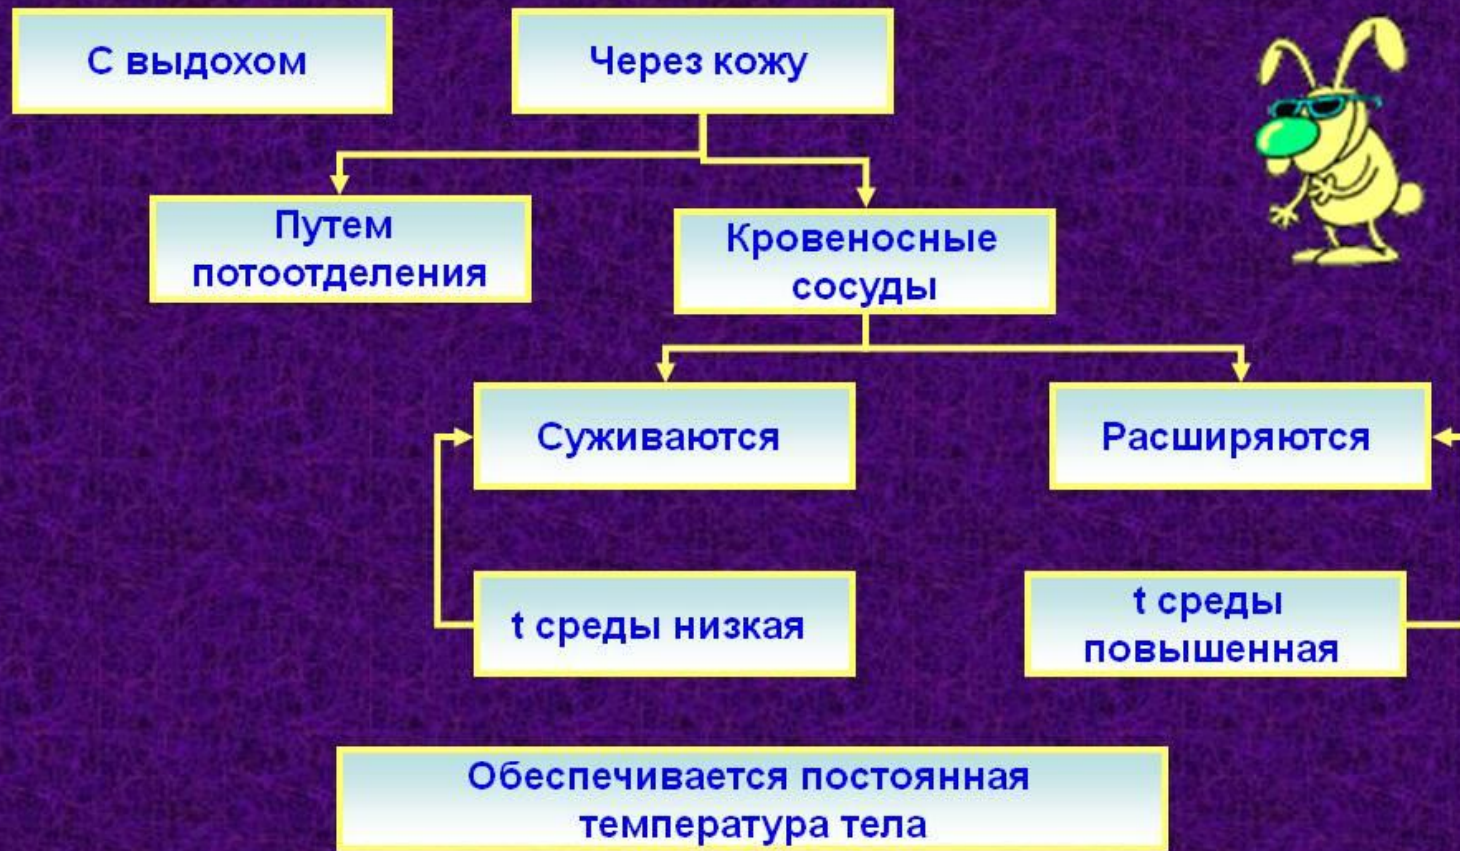 С выдохом
Через кожу
Путем
потоотделения
Кровеносные
сосуды
Суживаются
Расширяются
t среды низкая
t среды
повышенная
Обеспечивается постоянная
температура тела